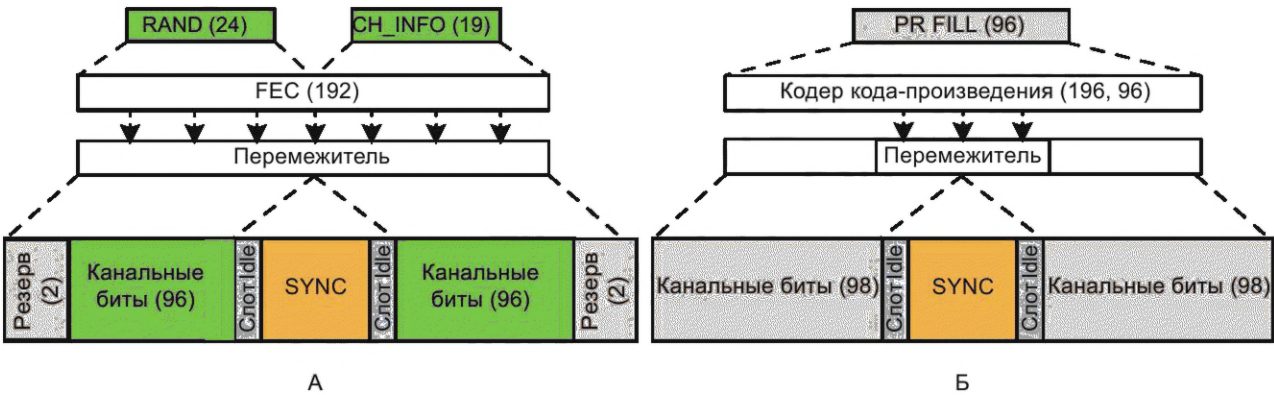 RAND (24)
CH_INFO (19)
FEC (192)
Перемежитель
Резерв
(2)
Канальные
биты (96)
Слот Idle
SYNC
Слот Idle
Канальные
биты (96)
Резерв
(2)
А
PR FILL (96)
Кодер кода-произведения (196, 96)
Перемежитель
Канальные биты (98)
Слот Idle
SYNC
Слот Idle
Канальные биты (98)
Б